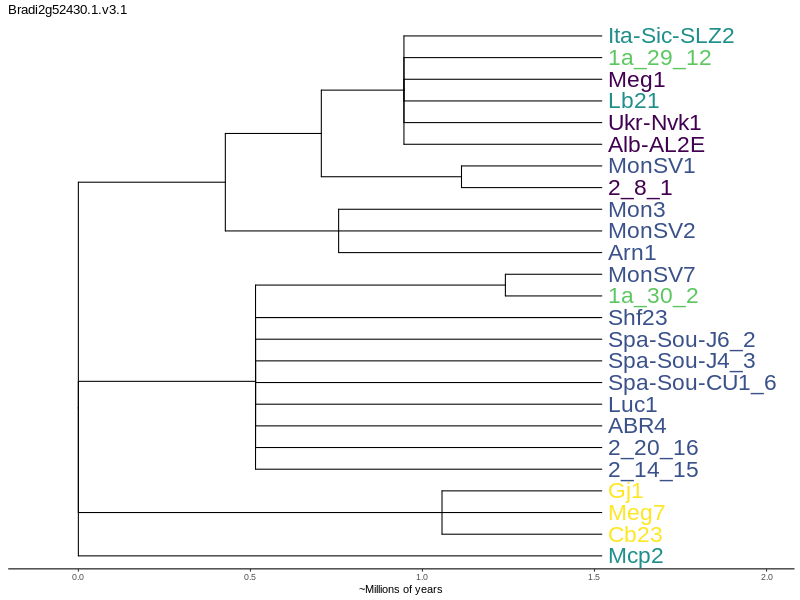 Bradi2g52430.1.v3.1
Ita-Sic-SLZ2
1a_29_12
Meg1
Lb21
Ukr-Nvk1
Alb-AL2E
MonSV1
2_8_1
Mon3
MonSV2
Arn1
MonSV7
1a_30_2
Shf23
Spa-Sou-J6_2
Spa-Sou-J4_3
Spa-Sou-CU1_6
Luc1
ABR4
2_20_16
2_14_15
Gj1
Meg7
Cb23
Mcp2
0.0 0.5 1.0 1.5 2.0
~Millions of years